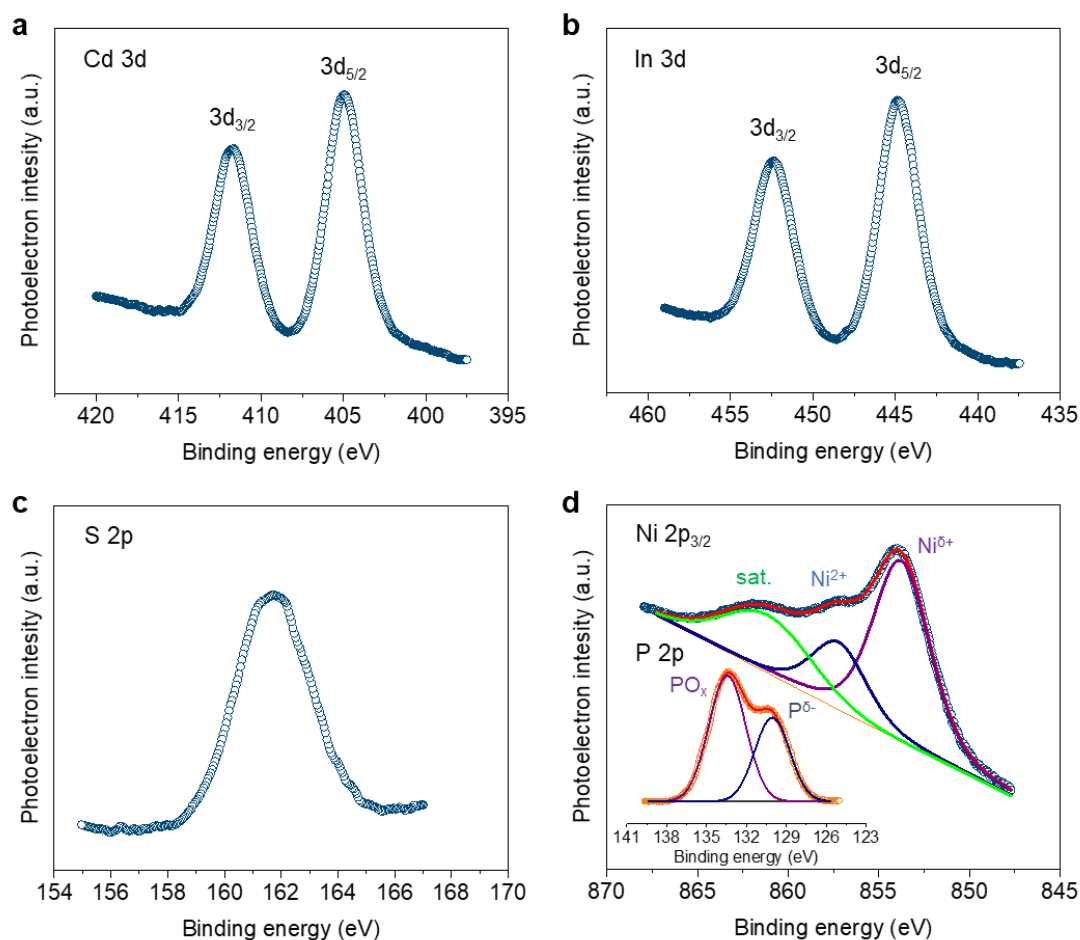 a
Cd 3d
3d3/2
3d5/2
Photoelectron intesity (a.u.)
420 415 410 405 400 395
Binding energy (eV)
b
In 3d
3d3/2
3d5/2
Photoelectron intesity (a.u.)
460 455 450 445 440 435
Binding energy (eV)
c
S 2p
Photoelectron intesity (a.u.)
154 156 158 160 162 164 166 168 170
Binding energy (eV)
d
Ni 2p3/2
sat.
Ni2+
Niδ+
P 2p
POx
Pδ-
141 138 135 132 129 126 123
Binding energy (eV)
Photoelectron intesity (a.u.)
870 865 860 855 850 845
Binding energy (eV)